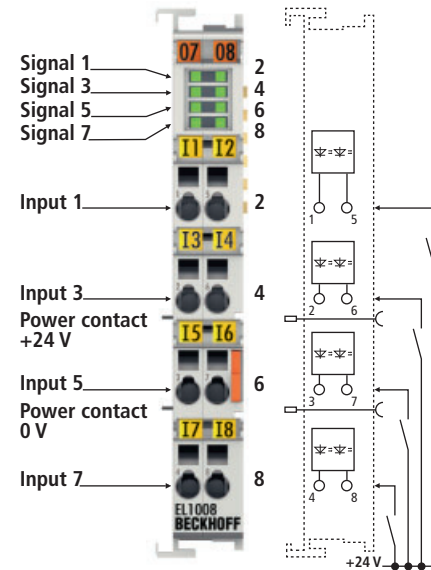 07 08
Signal 1
2
Signal 3
4
Signal 5
6
Signal 7
8
I1 I2
Input 1
2
1 5
I3 I4
Input 3
4
2 6
Power contact
+24 V
I5 I6
Input 5
6
3 7
Power contact
0 V
I7 I8
Input 7
8
4 8
EL1008
BECKHOFF
+24 V